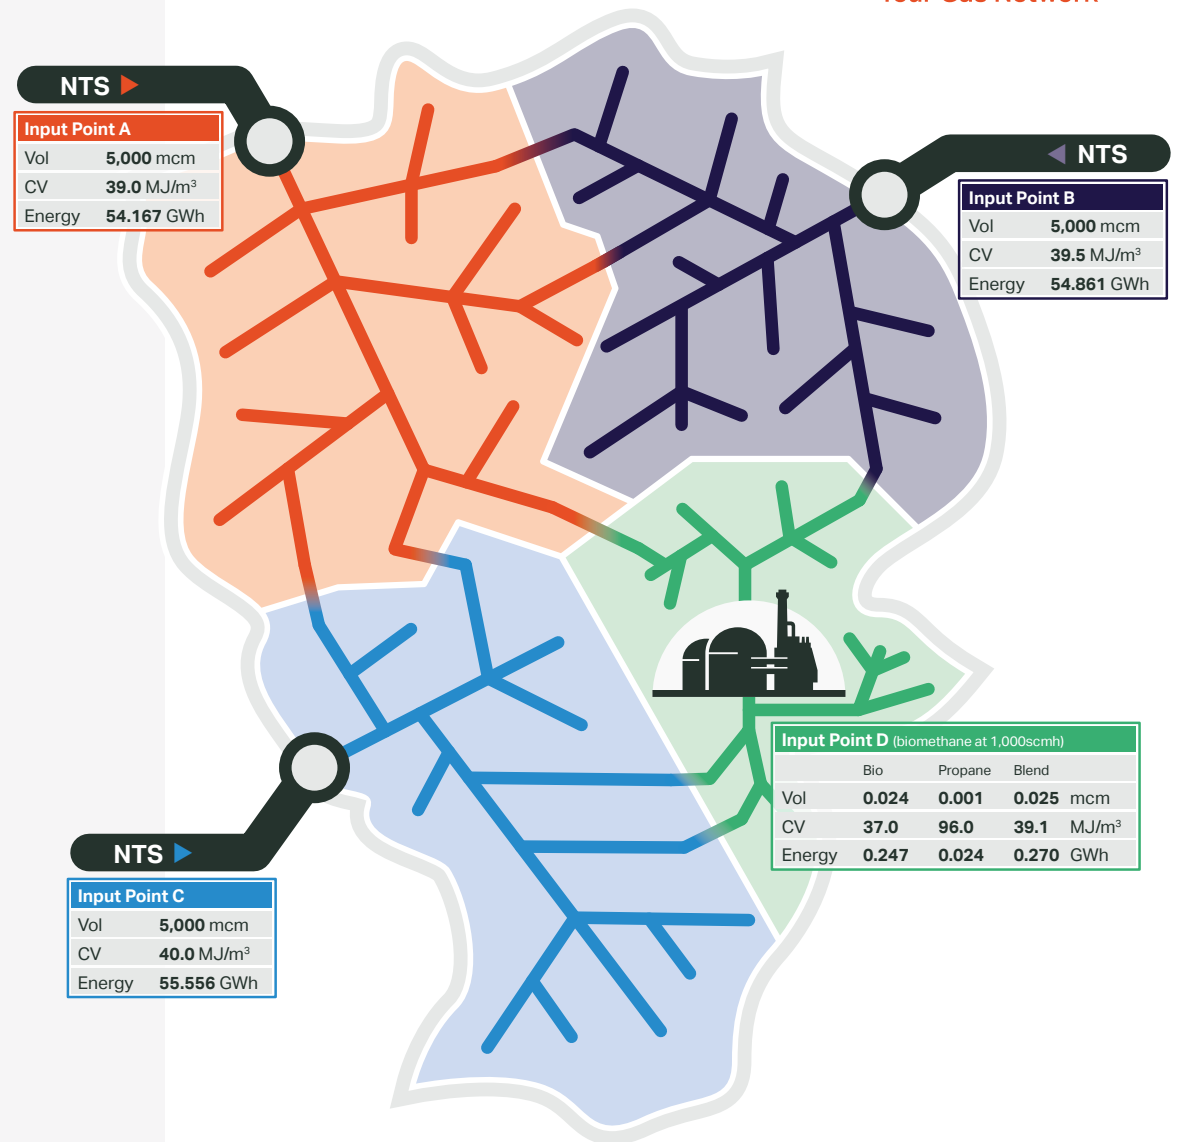 Your Gas Network
NTS
Input Point A
Vol 5,000 mcm
CV 39.0 MJ/m³
Energy 54.167 GWh
NTS
Input Point B
Vol 5,000 mcm
CV 39.5 MJ/m³
Energy 54.861 GWh
Input Point D (biomethane at 1,000scmh)
Bio Propane Blend
Vol 0.024 0.001 0.025 mcm
CV 37.0 96.0 39.1 MJ/m³
Energy 0.247 0.024 0.270 GWh
NTS
Input Point C
Vol 5,000 mcm
CV 40.0 MJ/m³
Energy 55.556 GWh